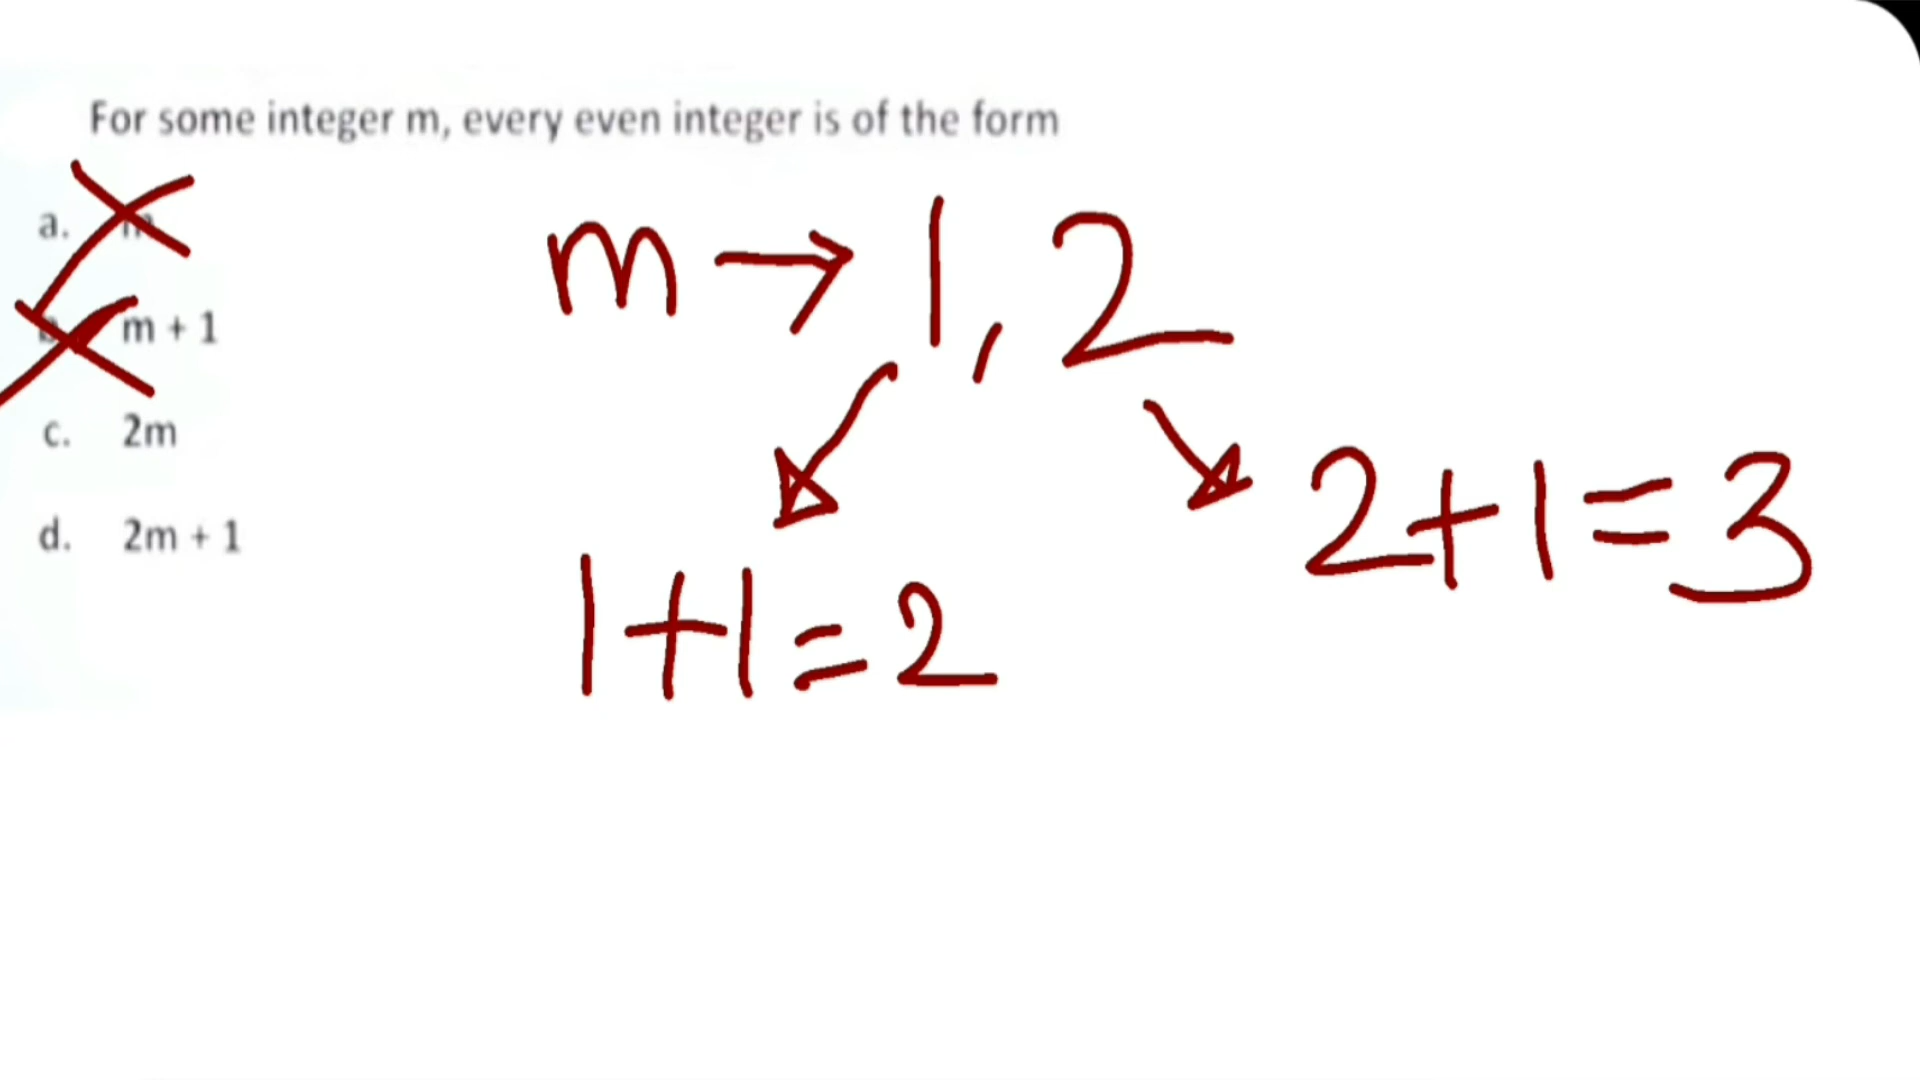 For some integer m, every even integer is of the form
a.
m + 1
c. 2m
d. 2m + 1
m → 1, 2
1+1=2
2+1=3